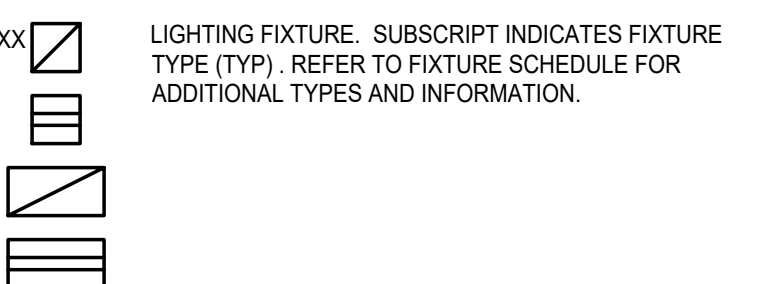 XX
LIGHTING FIXTURE. SUBSCRIPT INDICATES FIXTURE
TYPE (TYP) . REFER TO FIXTURE SCHEDULE FOR
ADDITIONAL TYPES AND INFORMATION.